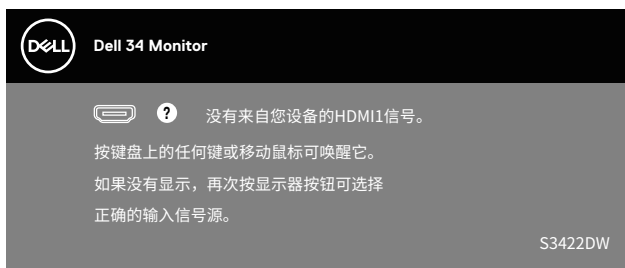 DELL
Dell 34 Monitor
? 没有来自您设备的HDMI1信号。
按键盘上的任何键或移动鼠标可唤醒它。
如果没有显示，再次按显示器按钮可选择
正确的输入信号源。
S3422DW